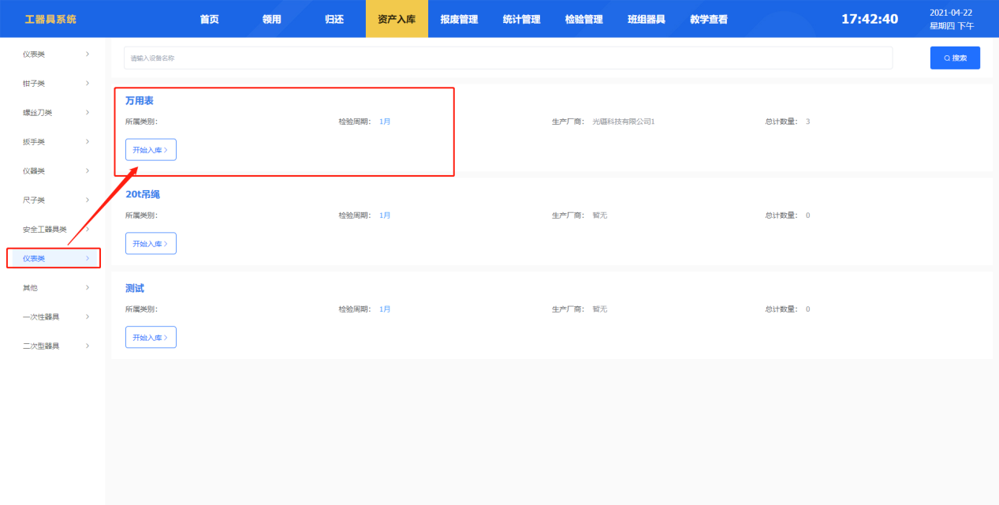 工器具系统 首页 领用 归还 资产入库 报废管理 统计管理 检验管理 班组器具 教学查看 17:42:40 2021-04-22
星期四 下午
仪表类
钳子类
螺丝刀类
扳手类
仪器类
尺子类
安全工器具类
仪表类
其他
一次性器具
二次型器具
请输入设备名称 搜索
万用表
所属类别: 检验周期: 1月 生产厂商: 光镭科技有限公司1 总计数量: 3
开始入库
20t吊绳
所属类别: 检验周期: 1月 生产厂商: 暂无 总计数量: 0
开始入库
测试
所属类别: 检验周期: 1月 生产厂商: 暂无 总计数量: 0
开始入库